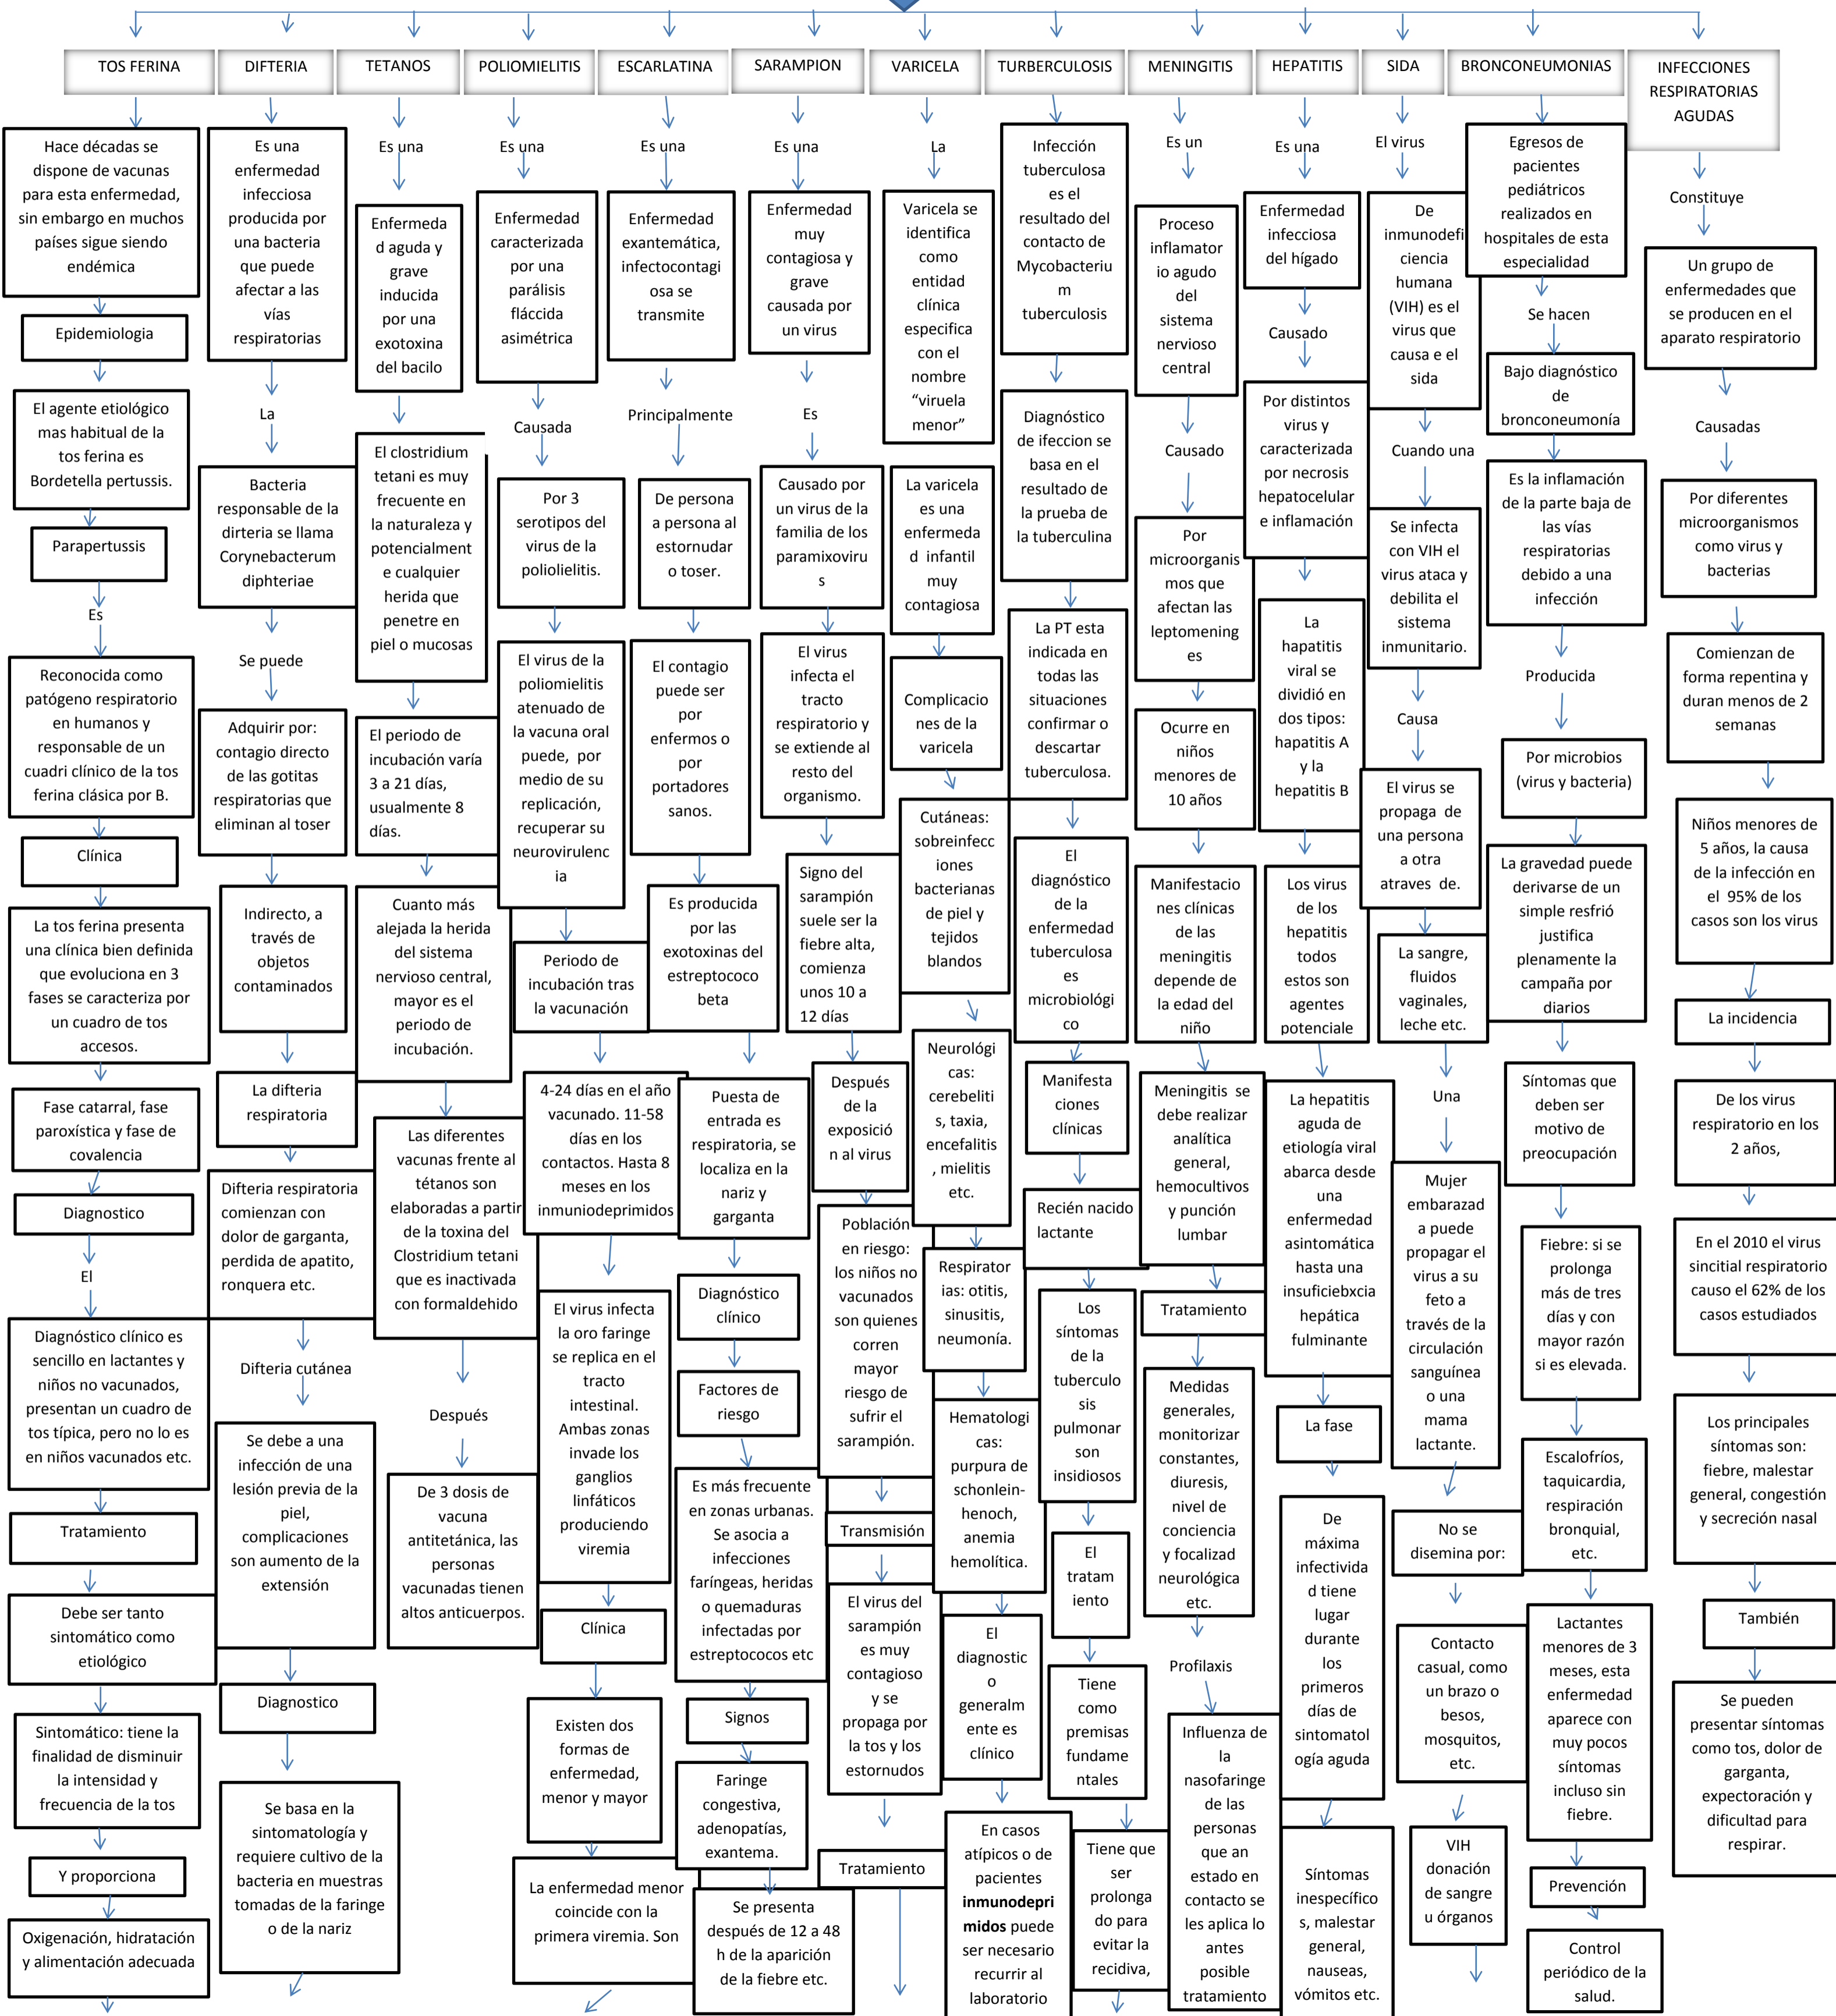 TOS FERINA
Hace décadas se
dispone de vacunas
para esta enfermedad,
sin embargo en muchos
países sigue siendo
endémica
Epidemiologia
El agente etiológico
mas habitual de la
tos ferina es
Bordetella pertussis.
Parapertussis
Es
Reconocida como
patógeno respiratorio
en humanos y
responsable de un
cuadri clínico de la tos
ferina clásica por B.
Clínica
La tos ferina presenta
una clínica bien definida
que evoluciona en 3
fases se caracteriza por
un cuadro de tos
accesos.
Fase catarral, fase
paroxística y fase de
covalencia
Diagnostico
El
Diagnóstico clínico es
sencillo en lactantes y
niños no vacunados,
presentan un cuadro de
tos típica, pero no lo es
en niños vacunados etc.
Tratamiento
Debe ser tanto
sintomático como
etiológico
Sintomático: tiene la
finalidad de disminuir
la intensidad y
frecuencia de la tos
Y proporciona
Oxigenación, hidratación
y alimentación adecuada
DIFTERIA
Es una
enfermedad
infecciosa
producida por
una bacteria
que puede
afectar a las
vías
respiratorias
La
Bacteria
responsable de la
dirteria se llama
Corynebacterum
diphteriae
Se puede
Adquirir por:
contagio directo
de las gotitas
respiratorias que
eliminan al toser
Indirecto, a
través de
objetos
contaminados
La difteria
respiratoria
Difteria respiratoria
comienzan con
dolor de garganta,
perdida de apatito,
ronquera etc.
Difteria cutánea
Se debe a una
infección de una
lesión previa de la
piel,
complicaciones
son aumento de la
extensión
Diagnostico
Se basa en la
sintomatología y
requiere cultivo de la
bacteria en muestras
tomadas de la faringe
o de la nariz
TETANOS
Es una
Enfermeda
d aguda y
grave
inducida
por una
exotoxina
del bacilo
El clostridium
tetani es muy
frecuente en
la naturaleza y
potencialment
e cualquier
herida que
penetre en
piel o mucosas
El periodo de
incubación varía
3 a 21 días,
usualmente 8
días.
Cuanto más
alejada la herida
del sistema
nervioso central,
mayor es el
periodo de
incubación.
Las diferentes
vacunas frente al
tétanos son
elaboradas a partir
de la toxina del
Clostridium tetani
que es inactivada
con formaldehido
Después
De 3 dosis de
vacuna
antitetánica, las
personas
vacunadas tienen
altos anticuerpos.
POLIOMIELITIS
Es una
Enfermedad
caracterizada
por una
parálisis
fláccida
asimétrica
Causada
Por 3
serotipos del
virus de la
poliolielitis.
El virus de la
poliomielitis
atenuado de
la vacuna oral
puede, por
medio de su
replicación,
recuperar su
neurovirulenc
ia
Periodo de
incubación tras
la vacunación
4-24 días en el año
vacunado. 11-58
días en los
contactos. Hasta 8
meses en los
inmuniodeprimidos
El virus infecta
la oro faringe
se replica en el
tracto
intestinal.
Ambas zonas
invade los
ganglios
linfáticos
produciendo
viremia
Clínica
Existen dos
formas de
enfermedad,
menor y mayor
La enfermedad menor
coincide con la
primera viremia. Son
ESCARLATINA
Es una
Enfermedad
exantemática,
infectocontagi
osa se
transmite
Principalmente
De persona
a persona al
estornudar
o toser.
El contagio
puede ser
por
enfermos o
por
portadores
sanos.
Es producida
por las
exotoxinas del
estreptococo
beta
Puesta de
entrada es
respiratoria, se
localiza en la
nariz y
garganta
Diagnóstico
clínico
Factores de
riesgo
Es más frecuente
en zonas urbanas.
Se asocia a
infecciones
faríngeas, heridas
o quemaduras
infectadas por
estreptococos etc
Signos
Faringe
congestiva,
adenopatías,
exantema.
Se presenta
después de 12 a 48
h de la aparición
de la fiebre etc.
SARAMPION
Es una
Enfermedad
muy
contagiosa y
grave
causada por
un virus
Es
Causado por
un virus de la
familia de los
paramixoviru
s
El virus
infecta el
tracto
respiratorio y
se extiende al
resto del
organismo.
Signo del
sarampión
suele ser la
fiebre alta,
comienza
unos 10 a
12 días
Después
de la
exposició
n al virus
Población
en riesgo:
los niños no
vacunados
son quienes
corren
mayor
riesgo de
sufrir el
sarampión.
Transmisión
El virus del
sarampión
es muy
contagioso
y se
propaga por
la tos y los
estornudos
Tratamiento
VARICELA
La
Varicela se
identifica
como
entidad
clínica
especifica
con el
nombre
“viruela
menor”
La varicela
es una
enfermeda
d infantil
muy
contagiosa
Complicacio
nes de la
varicela
Cutáneas:
sobreinfecc
iones
bacterianas
de piel y
tejidos
blandos
Neurológi
cas:
cerebeliti
s, taxia,
encefalitis
, mielitis
etc.
Respirator
ias: otitis,
sinusitis,
neumonía.
Hematologi
cas:
purpura de
schonlein-
henoch,
anemia
hemolítica.
El
diagnostic
o
generalm
ente es
clínico
En casos
atípicos o de
pacientes
inmunodepri
midos puede
ser necesario
recurrir al
laboratorio
TURBERCULOSIS
Infección
tuberculosa
es el
resultado del
contacto de
Mycobacteriu
m
tuberculosis
Diagnóstico
de ifeccion se
basa en el
resultado de
la prueba de
la tuberculina
La PT esta
indicada en
todas las
situaciones
confirmar o
descartar
tuberculosa.
El
diagnóstico
de la
enfermedad
tuberculosa
es
microbiológi
co
Manifesta
ciones
clínicas
Recién nacido
lactante
Los
síntomas
de la
tuberculo
sis
pulmonar
son
insidiosos
El
tratam
iento
Tiene
como
premisas
fundame
ntales
Tiene que
ser
prolonga
do para
evitar la
recidiva,
MENINGITIS
Es un
Proceso
inflamator
io agudo
del
sistema
nervioso
central
Causado
Por
microorganis
mos que
afectan las
leptomening
es
Ocurre en
niños
menores de
10 años
Manifestacio
nes clínicas
de las
meningitis
depende de
la edad del
niño
Meningitis se
debe realizar
analítica
general,
hemocultivos
y punción
lumbar
Tratamiento
Medidas
generales,
monitorizar
constantes,
diuresis,
nivel de
conciencia
y focalizad
neurológica
etc.
Profilaxis
Influenza de
la
nasofaringe
de las
personas
que an
estado en
contacto se
les aplica lo
antes
posible
tratamiento
HEPATITIS
Es una
Enfermedad
infecciosa
del hígado
Causado
Por distintos
virus y
caracterizada
por necrosis
hepatocelular
e inflamación
La
hapatitis
viral se
dividió en
dos tipos:
hapatitis A
y la
hepatitis B
Los virus
de los
hepatitis
todos
estos son
agentes
potenciale
La hepatitis
aguda de
etiología viral
abarca desde
una
enfermedad
asintomática
hasta una
insuficiebxcia
hepática
fulminante
La fase
De
máxima
infectivida
d tiene
lugar
durante
los
primeros
días de
sintomatol
ogía aguda
Síntomas
inespecífico
s, malestar
general,
nauseas,
vómitos etc.
SIDA
El virus
De
inmunodefi
ciencia
humana
(VIH) es el
virus que
causa e el
sida
Cuando una
Se infecta
con VIH el
virus ataca y
debilita el
sistema
inmunitario.
Causa
El virus se
propaga de
una persona
a otra
atraves de.
La sangre,
fluidos
vaginales,
leche etc.
Una
Mujer
embarazad
a puede
propagar el
virus a su
feto a
través de la
circulación
sanguínea
o una
mama
lactante.
No se
disemina por:
Contacto
casual, como
un brazo o
besos,
mosquitos,
etc.
VIH
donación
de sangre
u órganos
BRONCONEUMONIAS
Egresos de
pacientes
pediátricos
realizados en
hospitales de esta
especialidad
Se hacen
Bajo diagnóstico
de
bronconeumonía
Es la inflamación
de la parte baja de
las vías
respiratorias
debido a una
infección
Producida
Por microbios
(virus y bacteria)
La gravedad puede
derivarse de un
simple resfrió
justifica
plenamente la
campaña por
diarios
Síntomas que
deben ser
motivo de
preocupación
Fiebre: si se
prolonga
más de tres
días y con
mayor razón
si es elevada.
Escalofríos,
taquicardia,
respiración
bronquial,
etc.
Lactantes
menores de 3
meses, esta
enfermedad
aparece con
muy pocos
síntomas
incluso sin
fiebre.
Prevención
Control
periódico de la
salud.
INFECCIONES
RESPIRATORIAS
AGUDAS
Constituye
Un grupo de
enfermedades que
se producen en el
aparato respiratorio
Causadas
Por diferentes
microorganismos
como virus y
bacterias
Comienzan de
forma repentina y
duran menos de 2
semanas
Niños menores de
5 años, la causa
de la infección en
el 95% de los
casos son los virus
La incidencia
De los virus
respiratorio en los
2 años,
En el 2010 el virus
sincitial respiratorio
causo el 62% de los
casos estudiados
Los principales
síntomas son:
fiebre, malestar
general, congestión
y secreción nasal
También
Se pueden
presentar síntomas
como tos, dolor de
garganta,
expectoración y
dificultad para
respirar.